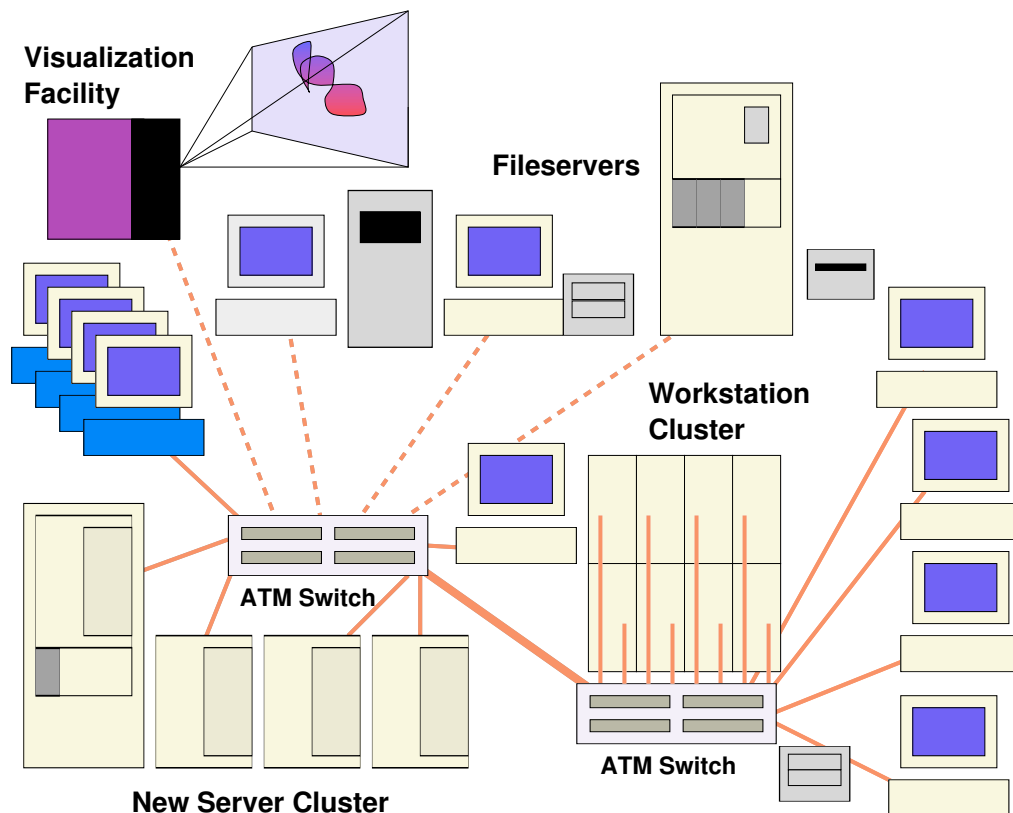 Visualization
Facility
Fileservers
Workstation
Cluster
ATM Switch
ATM Switch
New Server Cluster